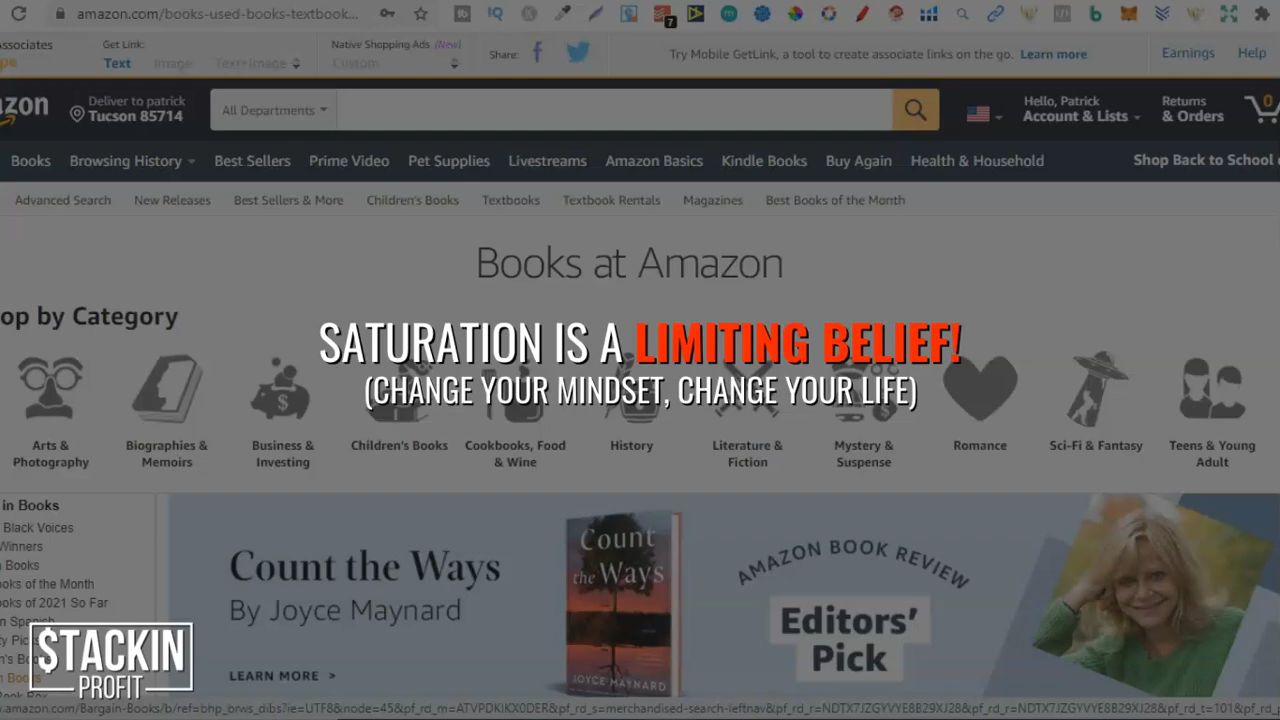 amazon.com/books-used-books-textbook...
7
Associates
Get Link:
Native Shopping Ads (New)
Text
Image
Text+Image
Custom
Share:
Try Mobile GetLink, a tool to create associate links on the go. Learn more
Earnings
Help
Deliver to patrick
Tucson 85714
All Departments
Hello, Patrick
Account & Lists
Returns
& Orders
0
Books
Browsing History
Best Sellers
Prime Video
Pet Supplies
Livestreams
Amazon Basics
Kindle Books
Buy Again
Health & Household
Shop Back to School
Advanced Search
New Releases
Best Sellers & More
Children's Books
Textbooks
Textbook Rentals
Magazines
Best Books of the Month
Books at Amazon
op by Category
SATURATION IS A LIMITING BELIEF!
(CHANGE YOUR MINDSET, CHANGE YOUR LIFE)
Arts &
Photography
Biographies &
Memoirs
Business &
Investing
Children's Books
Cookbooks, Food
& Wine
History
Literature &
Fiction
Mystery &
Suspense
Romance
Sci-Fi & Fantasy
Teens & Young
Adult
in Books
Black Voices
Winners
Books
ooks of the Month
ooks of 2021 So Far
Count the Ways
By Joyce Maynard
LEARN MORE >
Count
the Ways
JOYCE MAYNARD
AMAZON BOOK REVIEW
Editors'
Pick
$TACKIN
PROFIT